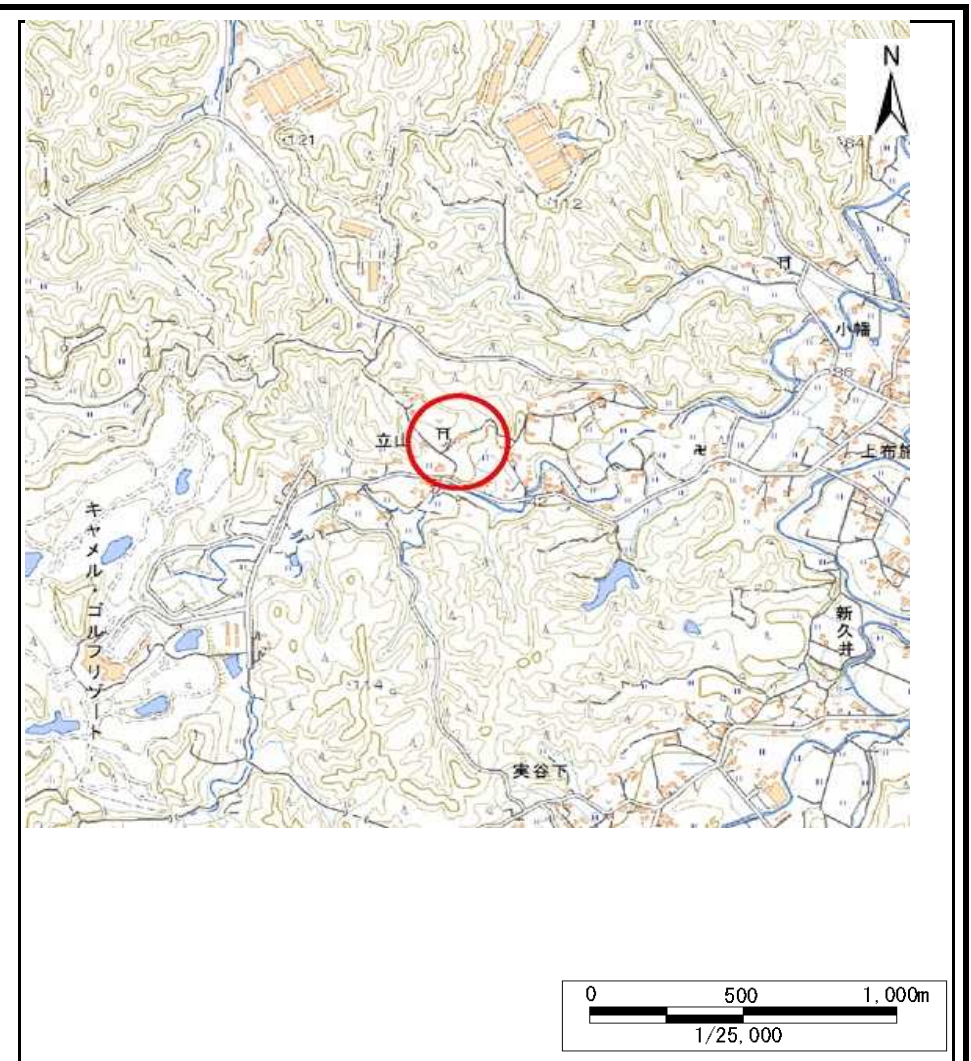 N
121
112
64
小幡
36
立山
上布施
キャメル・ゴルフリゾート
新久井
114
実谷下
0 500 1,000m
1/25,000